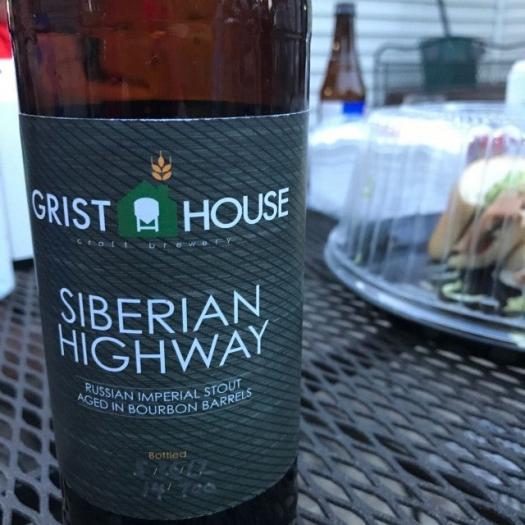 GRIST HOUSE
craft brewery
SIBERIAN
HIGHWAY
RUSSIAN IMPERIAL STOUT
AGED IN BOURBON BARRELS
Bottled